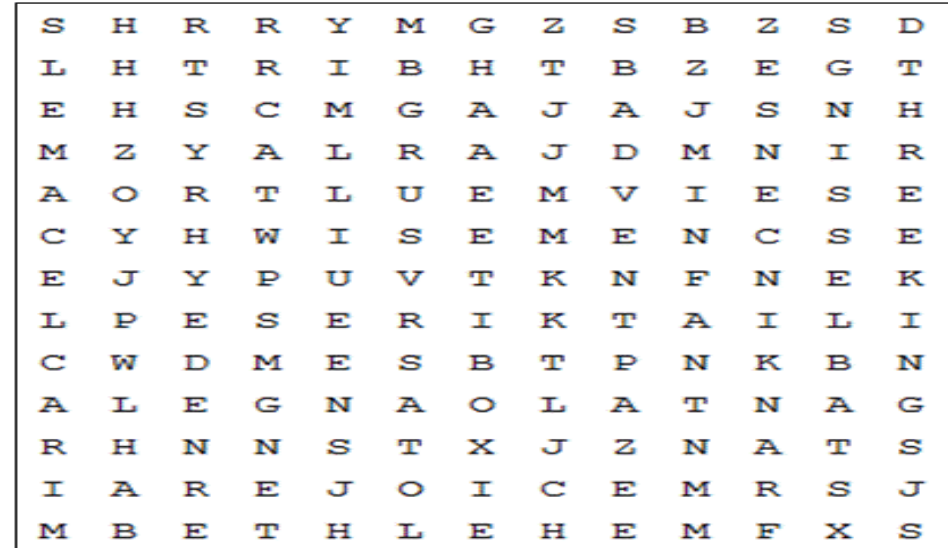 S H R R Y M G Z S B Z S D
L H T R I B H T B Z E G T
E H S C M G A J A J S N H
M Z Y A L R A J D M N I R
A O R T L U E M V I E S E
C Y H W I S E M E N C S E
E J Y P U V T K N F N E K
L P E S E R I K T A I L I
C W D M E S B T P N K B N
A L E G N A O L A T N A G
R H N N S T X J Z N A T S
I A R E J O I C E M R S J
M B E T H L E H E M F X S